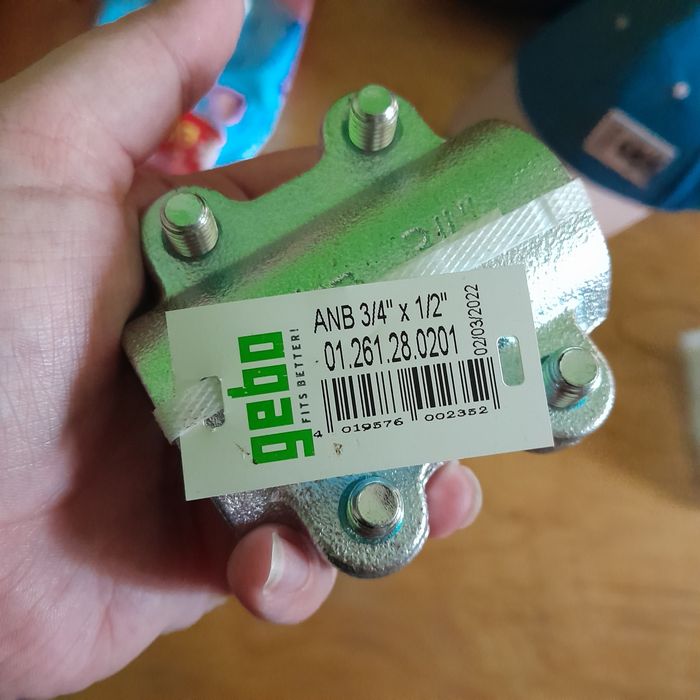 gebo
FITS BETTER!
ANB 3/4" x 1/2"
01.261.28.0201
02/03/2022
4 019576 002352